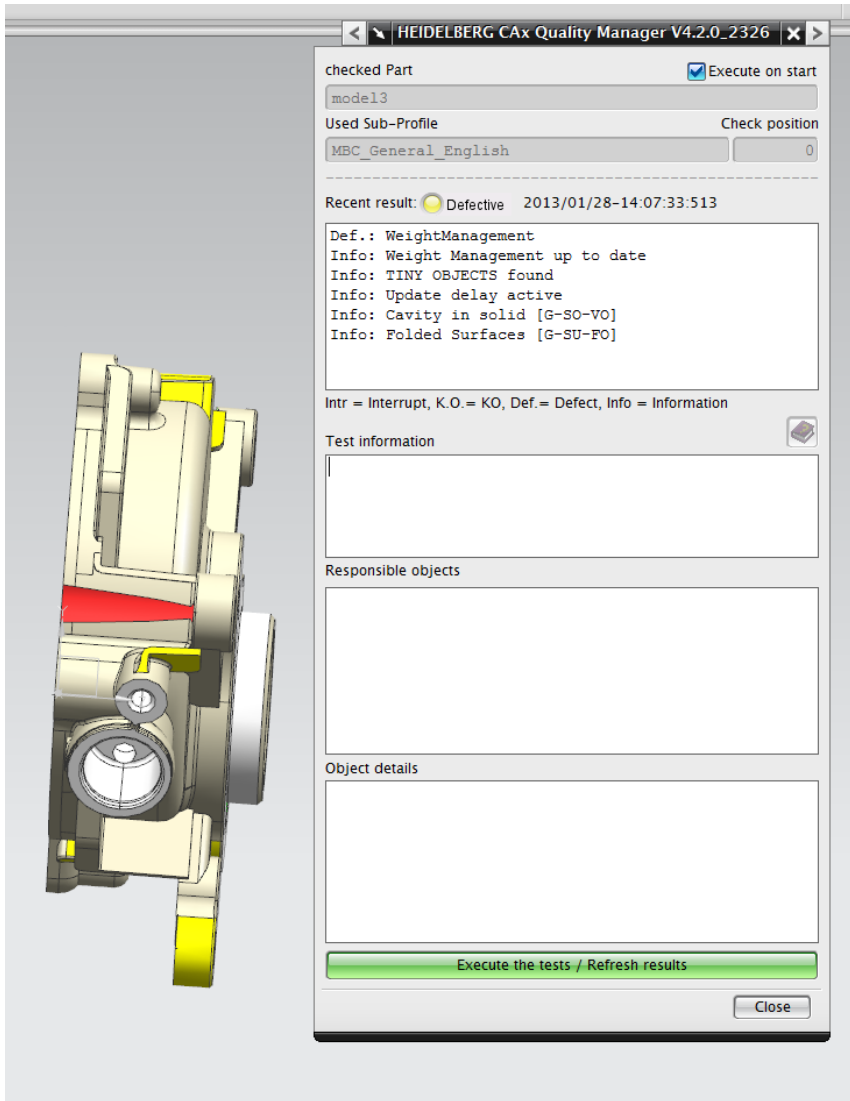 HEIDELBERG CAx Quality Manager V4.2.0_2326
checked Part
Execute on start
model3
Used Sub-Profile
Check position
MBC_General_English
0
Recent result:
Defective
2013/01/28-14:07:33:513
Def.: WeightManagement
Info: Weight Management up to date
Info: TINY OBJECTS found
Info: Update delay active
Info: Cavity in solid [G-SO-VO]
Info: Folded Surfaces [G-SU-FO]
Intr = Interrupt, K.O.= KO, Def.= Defect, Info = Information
Test information
Responsible objects
Object details
Execute the tests / Refresh results
Close